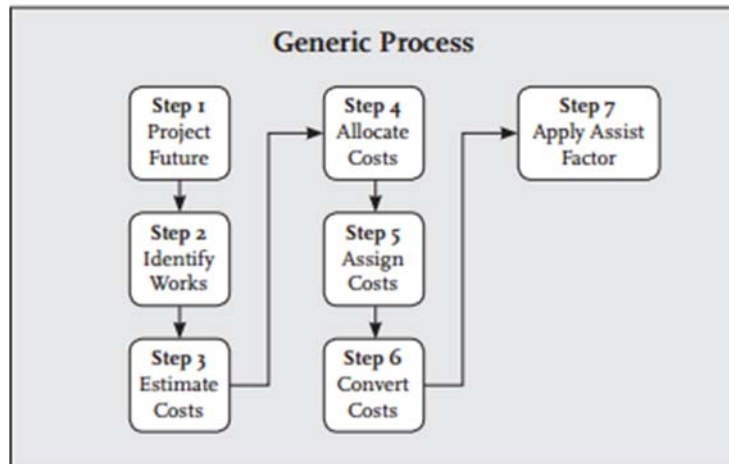 Generic Process
Step 1
Project
Future
Step 2
Identify
Works
Step 3
Estimate
Costs
Step 4
Allocate
Costs
Step 5
Assign
Costs
Step 6
Convert
Costs
Step 7
Apply Assist
Factor